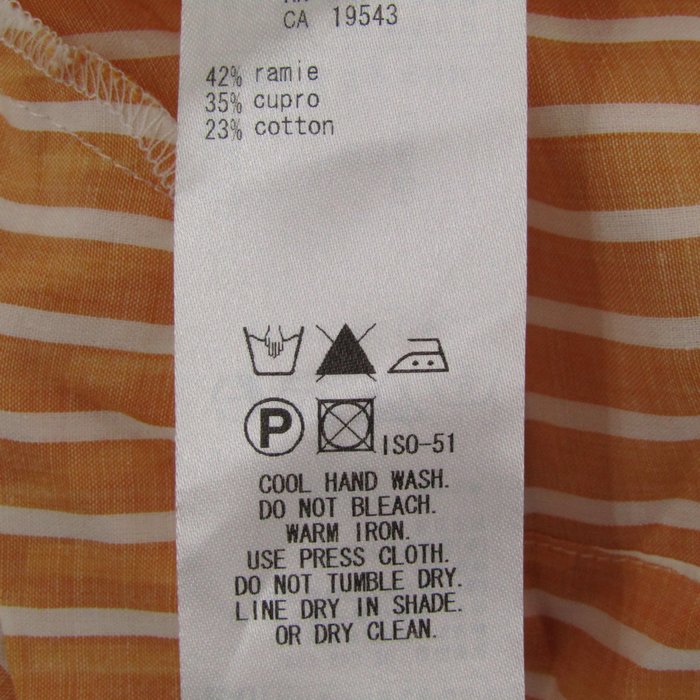 CA 19543
42% ramie
35% cupro
23% cotton
P
ISO-51
COOL HAND WASH.
DO NOT BLEACH.
WARM IRON.
USE PRESS CLOTH.
DO NOT TUMBLE DRY.
LINE DRY IN SHADE.
OR DRY CLEAN.